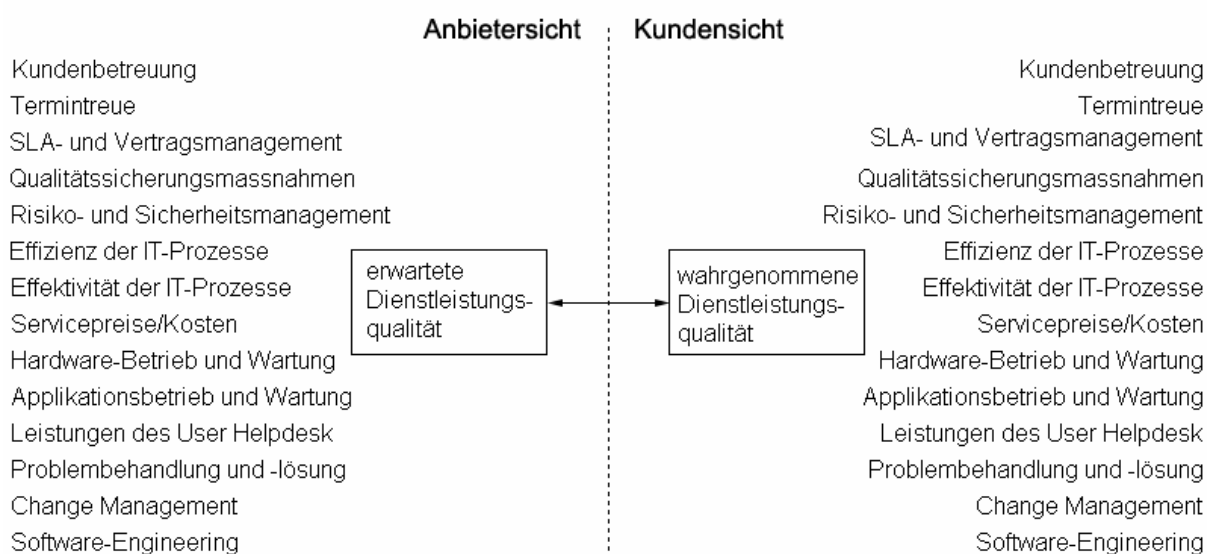 Anbietersicht
Kundensicht
Kundenbetreuung
Termintreue
SLA- und Vertragsmanagement
Qualitätssicherungsmassnahmen
Risiko- und Sicherheitsmanagement
Effizienz der IT-Prozesse
Effektivität der IT-Prozesse
Servicepreise/Kosten
Hardware-Betrieb und Wartung
Applikationsbetrieb und Wartung
Leistungen des User Helpdesk
Problembehandlung und -lösung
Change Management
Software-Engineering
erwartete
Dienstleistungs-
qualität
wahrgenommene
Dienstleistungs-
qualität
Kundenbetreuung
Termintreue
SLA- und Vertragsmanagement
Qualitätssicherungsmassnahmen
Risiko- und Sicherheitsmanagement
Effizienz der IT-Prozesse
Effektivität der IT-Prozesse
Servicepreise/Kosten
Hardware-Betrieb und Wartung
Applikationsbetrieb und Wartung
Leistungen des User Helpdesk
Problembehandlung und -lösung
Change Management
Software-Engineering